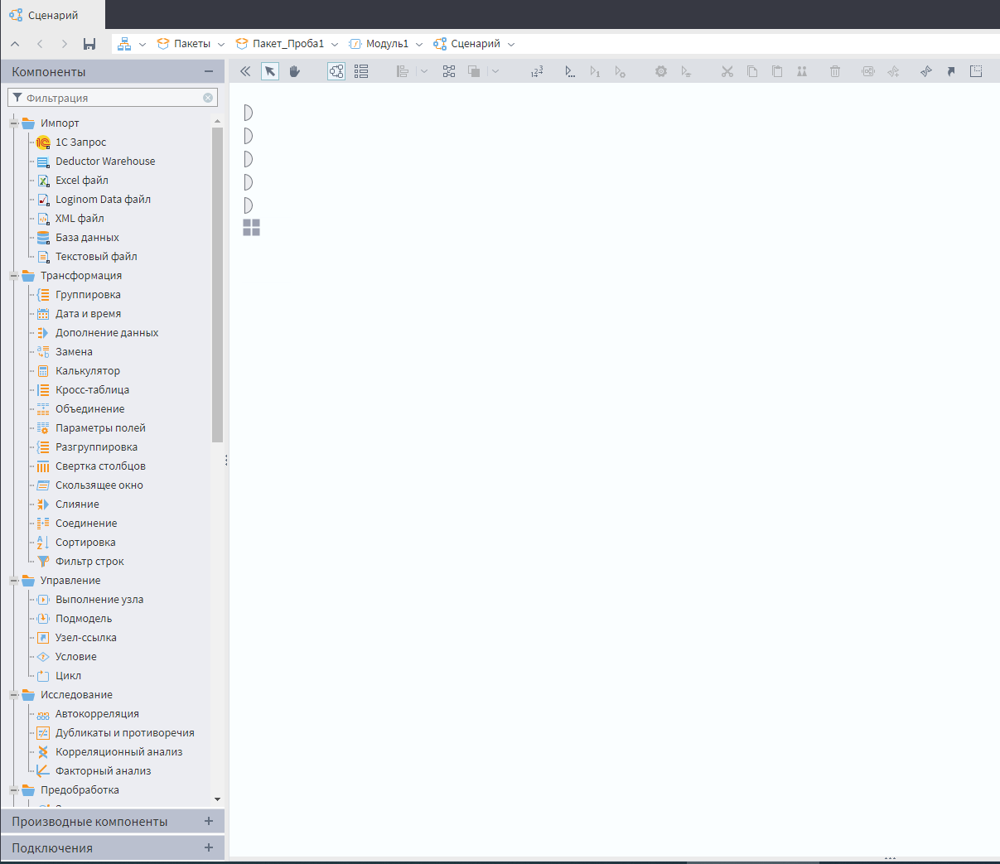 Сценарий
Пакеты Пакет_Проба1 Модуль1 Сценарий
Компоненты
Фильтрация
Импорт
1С Запрос
Deductor Warehouse
Excel файл
Loginom Data файл
XML файл
База данных
Текстовый файл
Трансформация
Группировка
Дата и время
Дополнение данных
Замена
Калькулятор
Кросс-таблица
Объединение
Параметры полей
Разгруппировка
Свертка столбцов
Скользящее окно
Слияние
Соединение
Сортировка
Фильтр строк
Управление
Выполнение узла
Подмодель
Узел-ссылка
Условие
Цикл
Исследование
Автокорреляция
Дубликаты и противоречия
Корреляционный анализ
Факторный анализ
Предобработка
Производные компоненты
Подключения